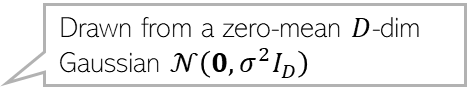 Drawn from a zero-mean D-dim
Gaussian 𝒩(𝟎, σ²I_D)